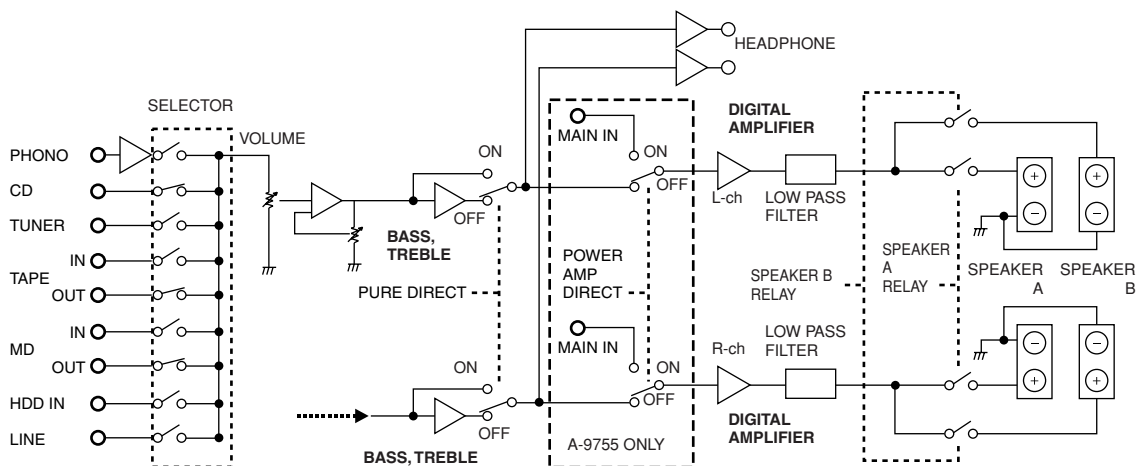 HEADPHONE
SELECTOR
VOLUME
PHONO
CD
TUNER
IN
TAPE
OUT
IN
MD
OUT
HDD IN
LINE
ON
OFF
BASS,
TREBLE
PURE DIRECT
ON
OFF
BASS, TREBLE
MAIN IN
ON
OFF
POWER
AMP
DIRECT
MAIN IN
ON
OFF
A-9755 ONLY
DIGITAL
AMPLIFIER
L-ch
LOW PASS
FILTER
SPEAKER B
RELAY
SPEAKER
A
RELAY
SPEAKER
A
SPEAKER
B
LOW PASS
FILTER
R-ch
DIGITAL
AMPLIFIER
+
−
+
−
−
+
−
+